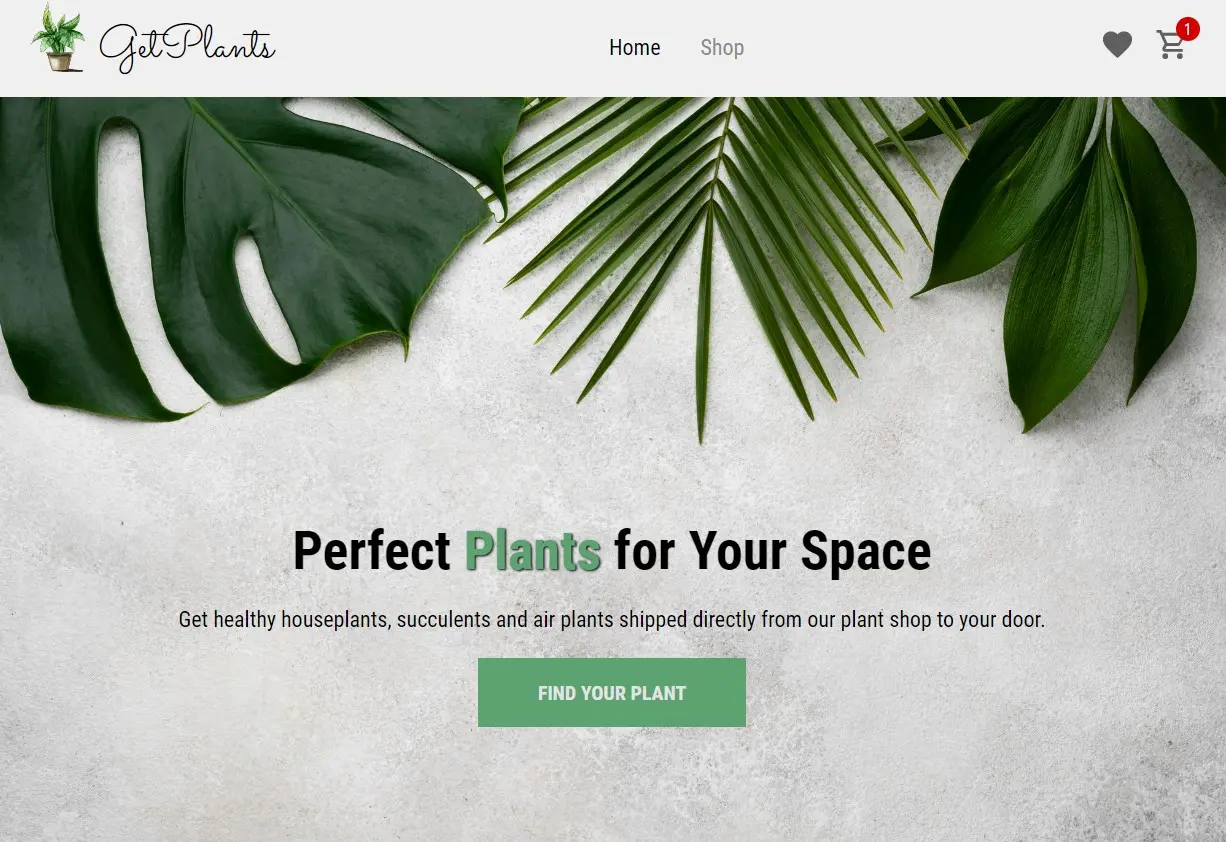 GetPlants
Home
Shop
1
Perfect Plants for Your Space
Get healthy houseplants, succulents and air plants shipped directly from our plant shop to your door.
FIND YOUR PLANT